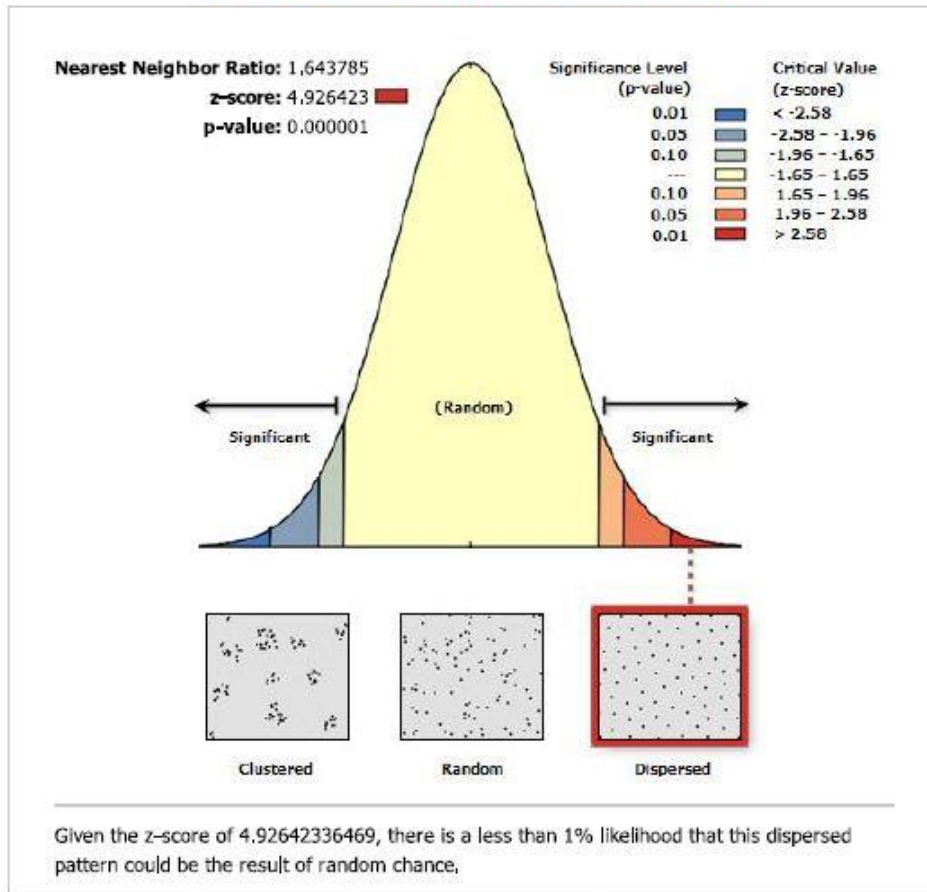 Nearest Neighbor Ratio: 1.643785
z-score: 4.926423
p-value: 0.000001
Significance Level
(p-value)
Critical Value
(z-score)
0.01 < -2.58
0.05 -2.58 - -1.96
0.10 -1.96 - -1.65
--- -1.65 - 1.65
0.10 1.65 - 1.96
0.05 1.96 - 2.58
0.01 > 2.58
(Random)
Significant
Significant
Clustered
Random
Dispersed
Given the z-score of 4.92642336469, there is a less than 1% likelihood that this dispersed
pattern could be the result of random chance.